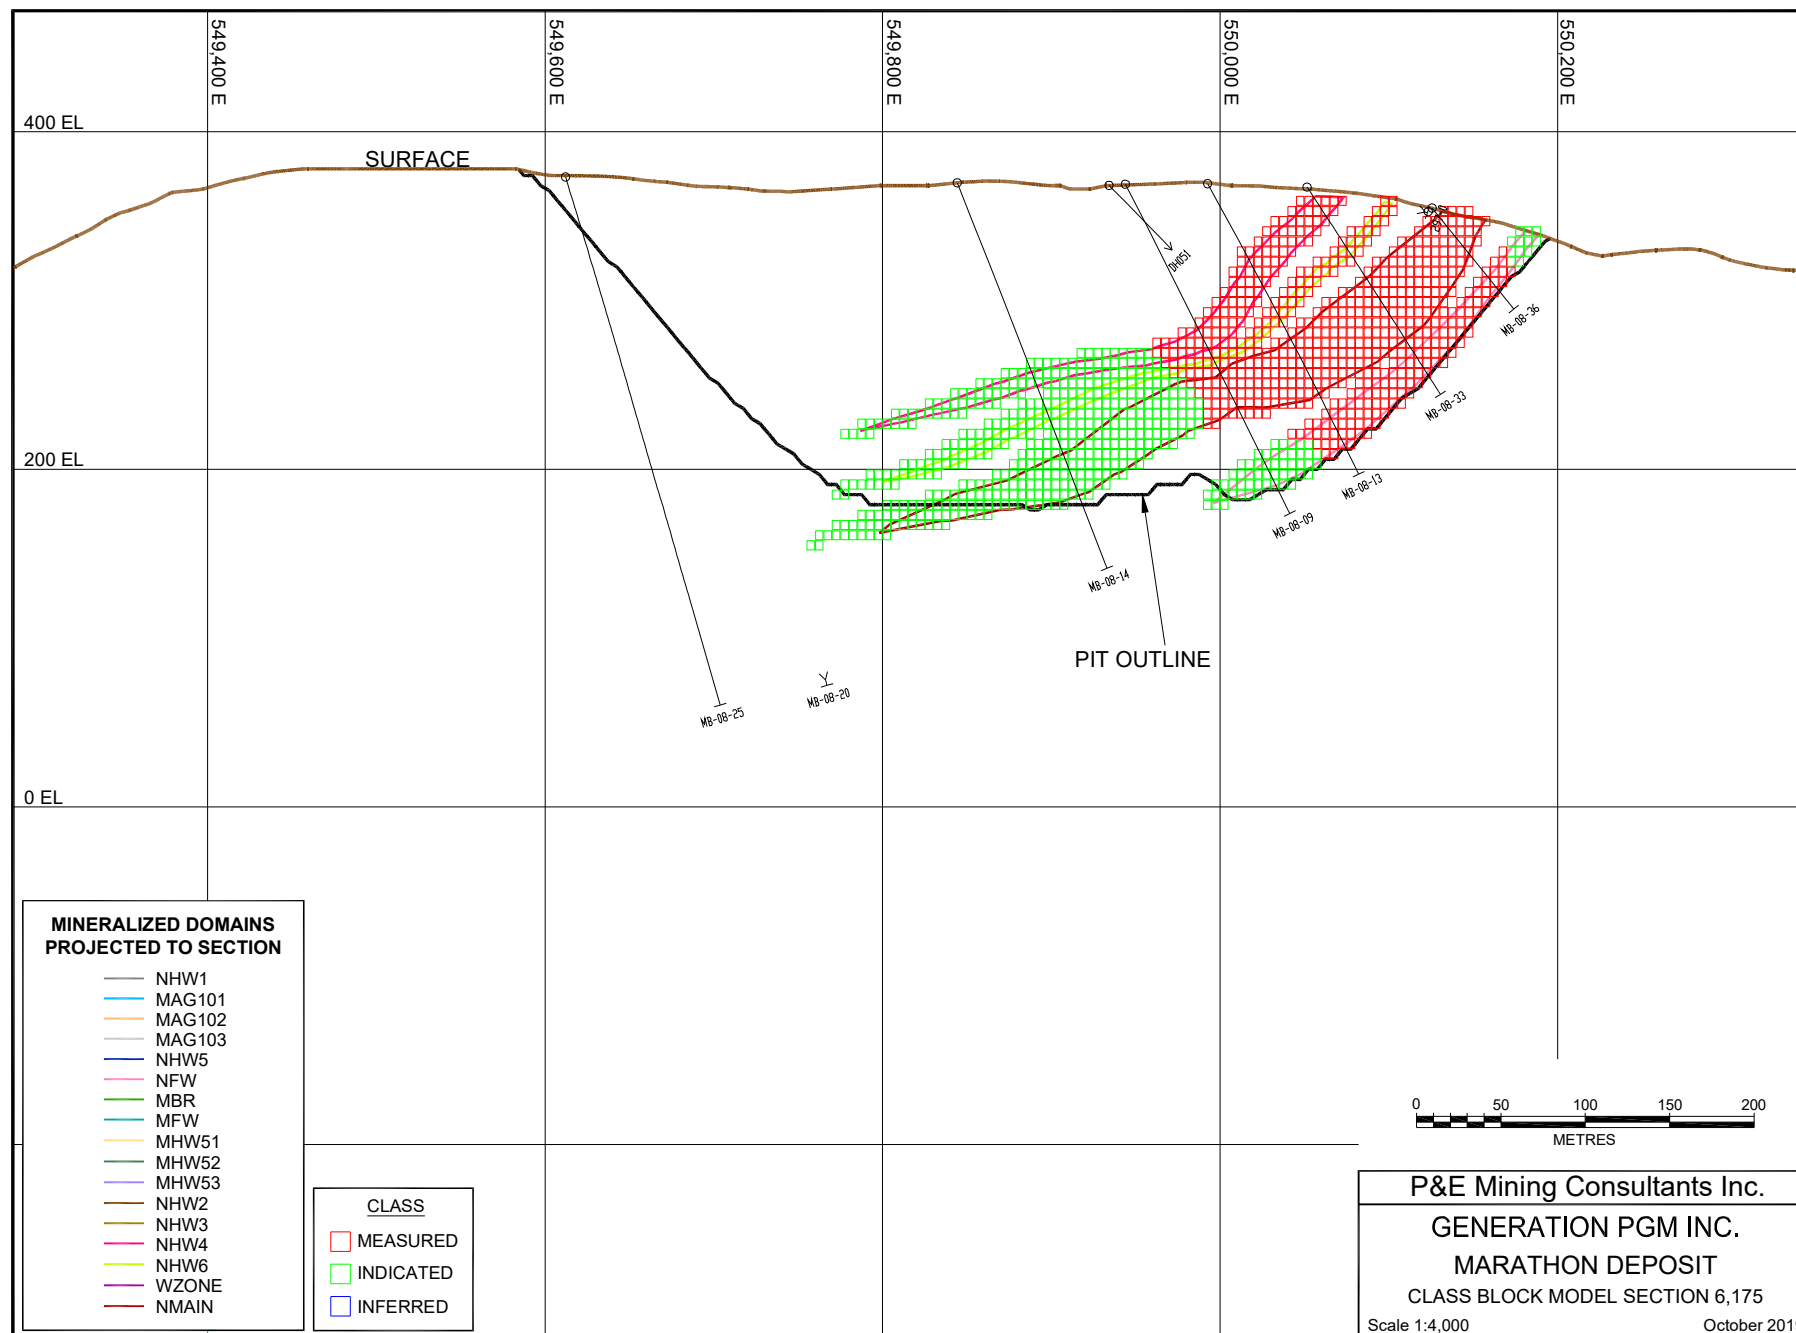 549,400 E
549,600 E
549,800 E
550,000 E
550,200 E
400 EL
SURFACE
DH051
MB-08-36
MB-08-33
200 EL
MB-08-13
MB-08-09
MB-08-14
PIT OUTLINE
MB-08-20
MB-08-25
0 EL
MINERALIZED DOMAINS
PROJECTED TO SECTION
NHW1
MAG101
MAG102
MAG103
NHW5
NFW
MBR
MFW
MHW51
MHW52
MHW53
NHW2
NHW3
NHW4
NHW6
WZONE
NMAIN
CLASS
MEASURED
INDICATED
INFERRED
0 50 100 150 200
METRES
P&E Mining Consultants Inc.
GENERATION PGM INC.
MARATHON DEPOSIT
CLASS BLOCK MODEL SECTION 6,175
Scale 1:4,000 October 2019